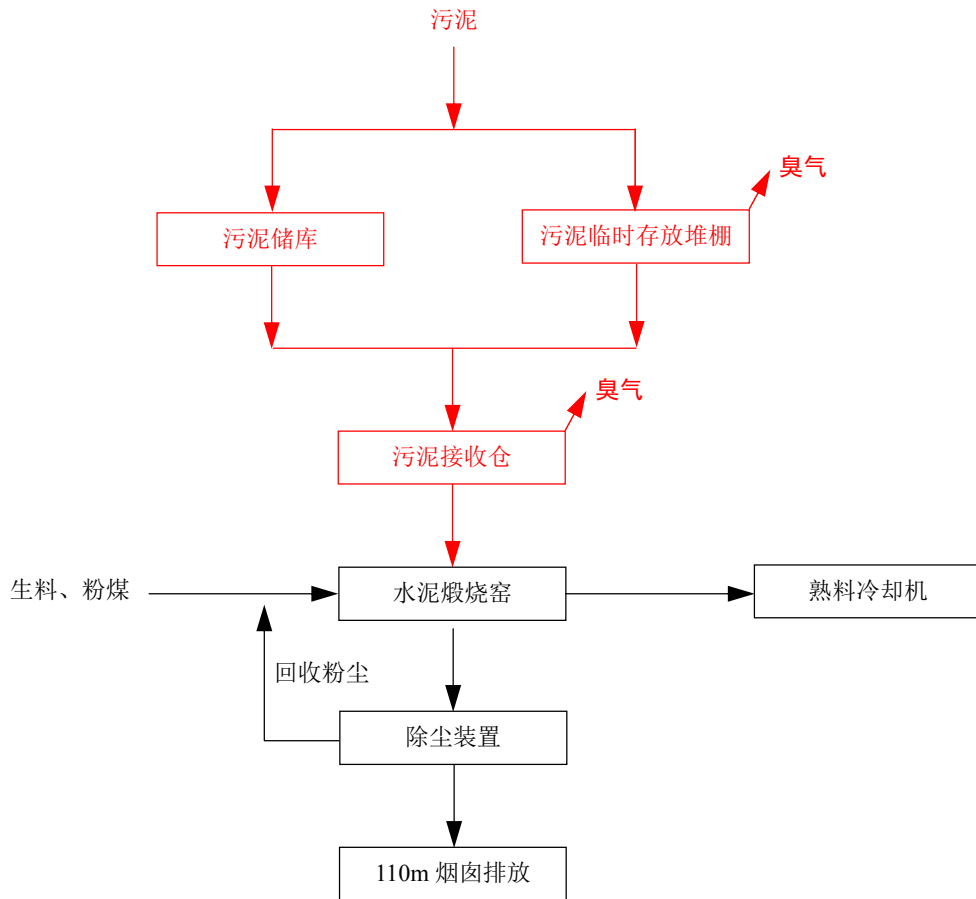 污泥
臭气
污泥储库
污泥临时存放堆棚
臭气
污泥接收仓
生料、粉煤
水泥煅烧窑
熟料冷却机
回收粉尘
除尘装置
110m 烟囱排放